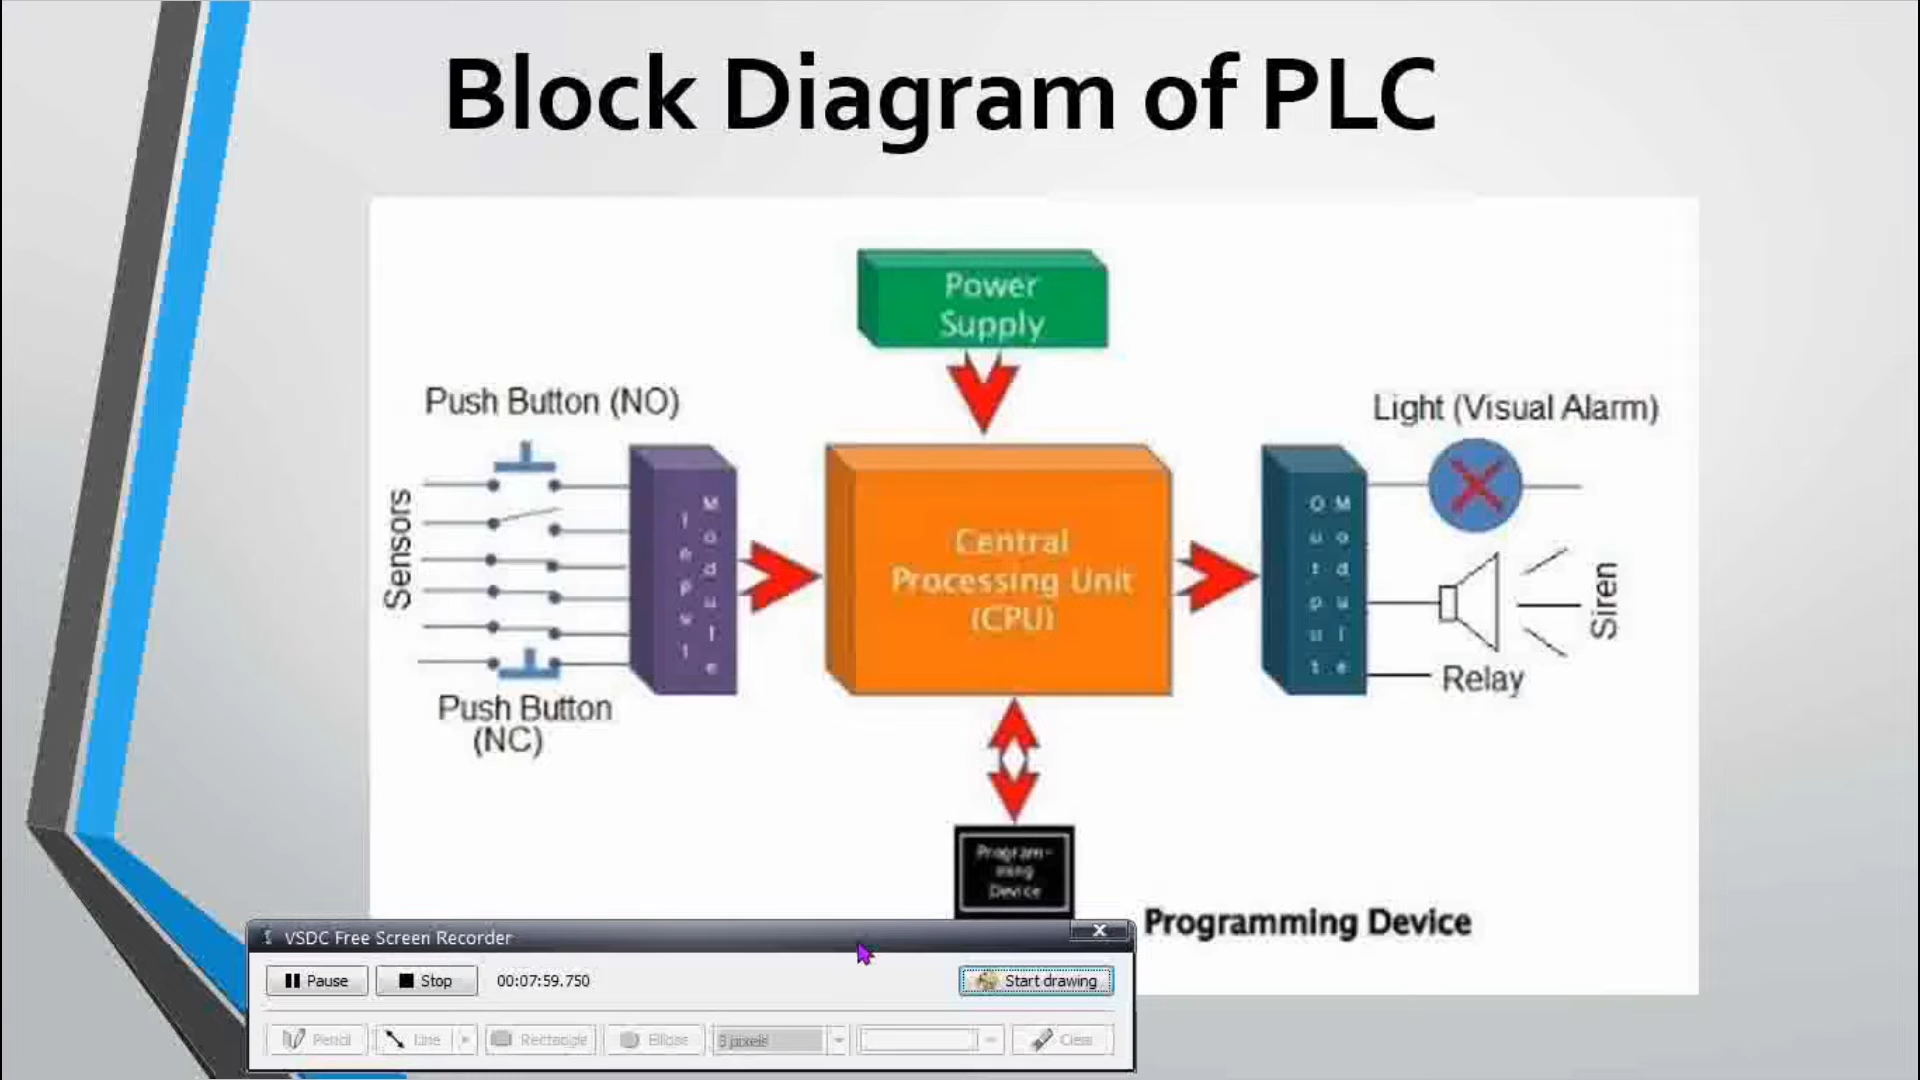 Block Diagram of PLC
Power
Supply
Push Button (NO)
Light (Visual Alarm)
Sensors
Input
Module
Central
Processing Unit
(CPU)
Output
Module
Siren
Relay
Push Button
(NC)
Program-
ming
Device
Programming Device
VSDC Free Screen Recorder
Pause
Stop
00:07:59.750
Start drawing
Pencil
Line
Rectangle
Ellipse
3 pixels
Clear